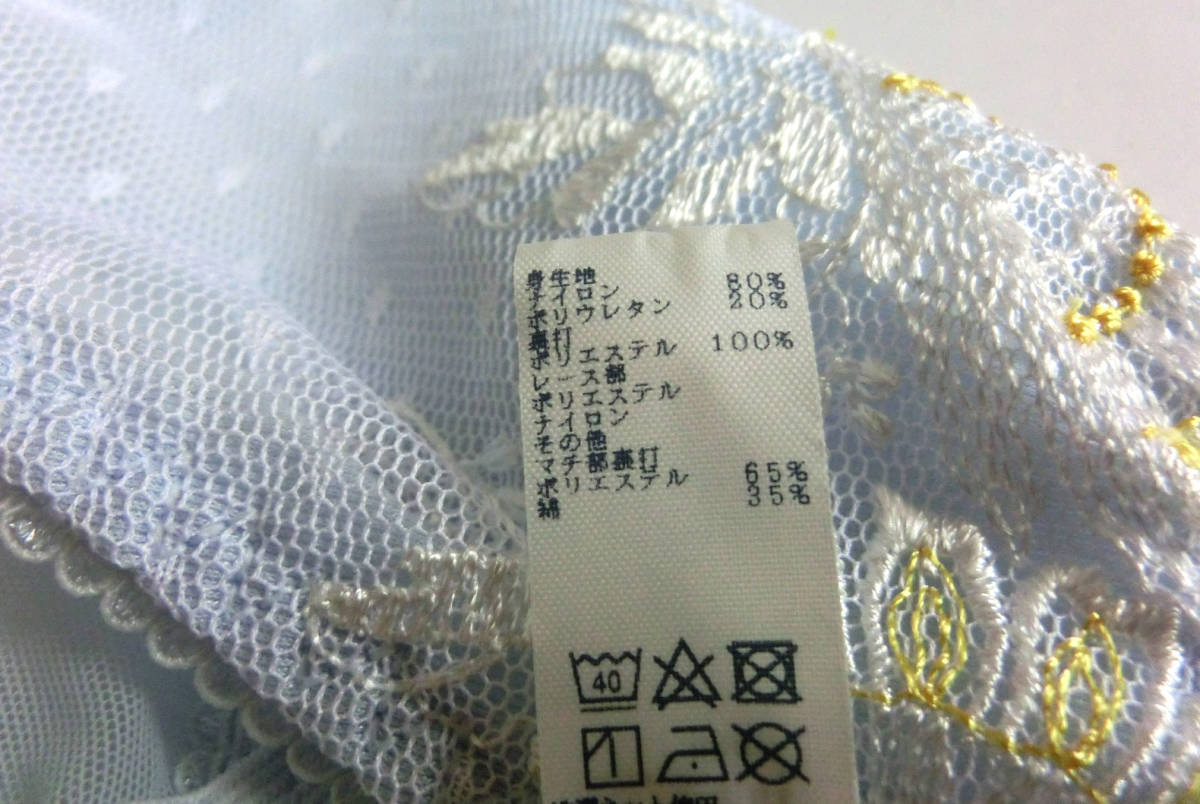 身生地
ナイロン 80%
ポリウレタン 20%
裏打
ポリエステル 100%
レース部
ポリエステル
ナイロン
その他
マチ部裏打
ポリエステル 65%
綿 35%
40